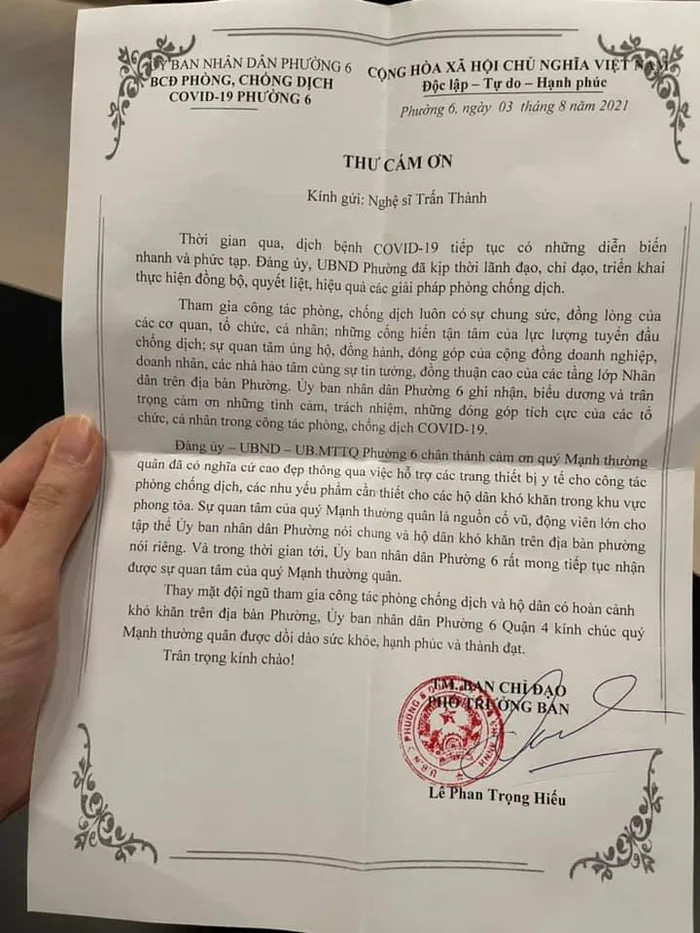 ỦY BAN NHÂN DÂN PHƯỜNG 6
BCĐ PHÒNG, CHỐNG DỊCH
COVID-19 PHƯỜNG 6
CỘNG HÒA XÃ HỘI CHỦ NGHĨA VIỆT NAM
Độc lập – Tự do – Hạnh phúc
Phường 6, ngày 03 tháng 8 năm 2021
THƯ CÁM ƠN
Kính gửi: Nghệ sĩ Trấn Thành
Thời gian qua, dịch bệnh COVID-19 tiếp tục có những diễn biến
nhanh và phức tạp. Đảng ủy, UBND Phường đã kịp thời lãnh đạo, chỉ đạo, triển khai
thực hiện đồng bộ, quyết liệt, hiệu quả các giải pháp phòng chống dịch.
Tham gia công tác phòng, chống dịch luôn có sự chung sức, đồng lòng của
các cơ quan, tổ chức, cá nhân; những cống hiến tận tâm của lực lượng tuyến đầu
chống dịch; sự quan tâm ủng hộ, đồng hành, đóng góp của cộng đồng doanh nghiệp,
doanh nhân, các nhà hảo tâm cùng sự tin tưởng, đồng thuận của các tầng lớp Nhân
dân trên địa bàn Phường. Ủy ban nhân dân Phường 6 ghi nhận, biểu dương và trân
trọng cảm ơn những tình cảm, trách nhiệm, những đóng góp tích cực của các tổ
chức, cá nhân trong công tác phòng, chống dịch COVID-19.
Đảng ủy – UBND – UB.MTTQ Phường 6 chân thành cảm ơn quý Mạnh thường
quân đã có nghĩa cử cao đẹp thông qua việc hỗ trợ các trang thiết bị y tế cho công tác
phòng chống dịch, các nhu yếu phẩm cần thiết cho các hộ dân khó khăn trong khu vực
phong tỏa. Sự quan tâm của quý Mạnh thường quân là nguồn cổ vũ, động viên lớn cho
tập thể Ủy ban nhân dân Phường nói chung và hộ dân khó khăn trên địa bàn phường
nói riêng. Và trong thời gian tới, Ủy ban nhân dân Phường 6 rất mong tiếp tục nhận
được sự quan tâm của quý Mạnh thường quân.
Thay mặt đội ngũ tham gia công tác phòng chống dịch và hộ dân có hoàn cảnh
khó khăn trên địa bàn Phường, Ủy ban nhân dân Phường 6 Quận 4 kính chúc quý
Mạnh thường quân được dồi dào sức khỏe, hạnh phúc và thành đạt.
Trân trọng kính chào!
TM. BAN CHỈ ĐẠO
PHÓ TRƯỞNG BAN
U.B.N.D PHƯỜNG 6
Lê Phan Trọng Hiếu